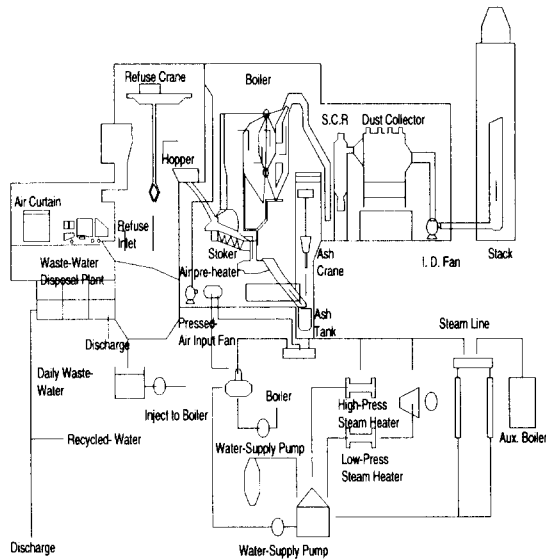 Refuse Crane
Boiler
S.C.R
Dust Collector
Hopper
Air Curtain
Refuse
Inlet
Waste-Water
Disposal Plant
Stoker
Air pre-heater
Ash
Crane
I. D. Fan
Stack
Pressed
Air Input Fan
Ash
Tank
Steam Line
Discharge
Daily Waste-
Water
Inject to Boiler
Boiler
High-Press
Steam Heater
Aux. Boiler
Recycled- Water
Water-Supply Pump
Low-Press
Steam Heater
Discharge
Water-Supply Pump